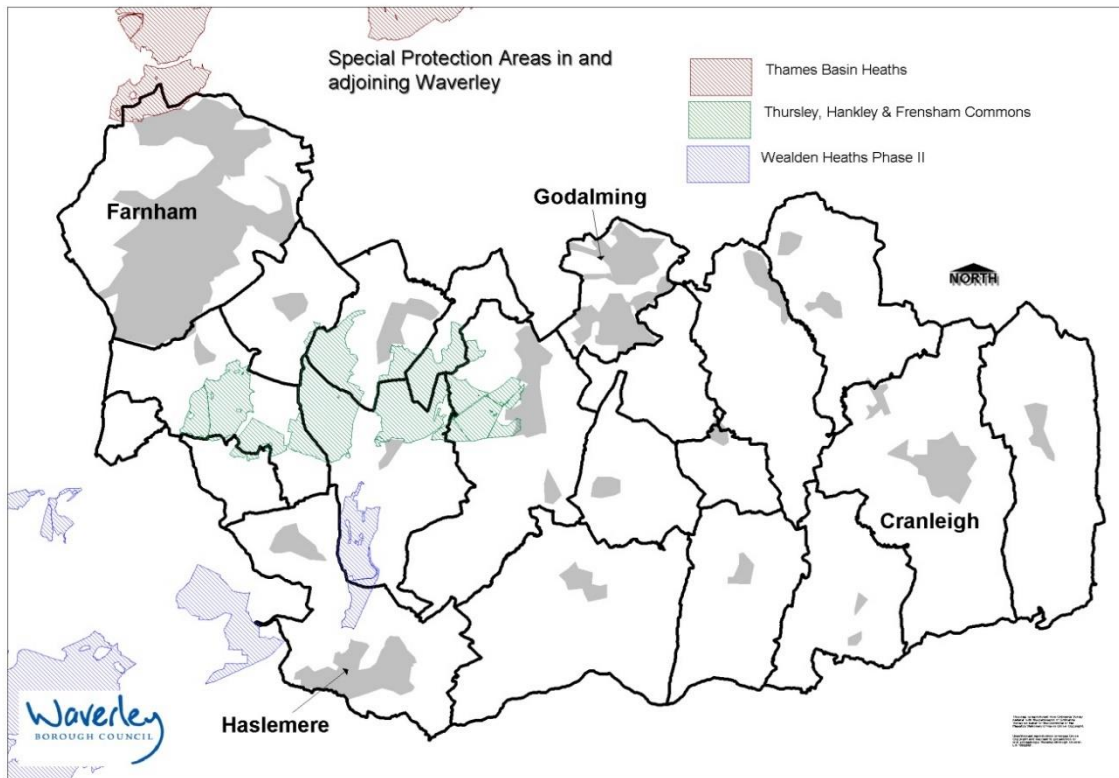 Special Protection Areas in and
adjoining Waverley
Thames Basin Heaths
Thursley, Hankley & Frensham Commons
Wealden Heaths Phase II
Farnham
Godalming
NORTH
Cranleigh
Haslemere
Waverley
BOROUGH COUNCIL